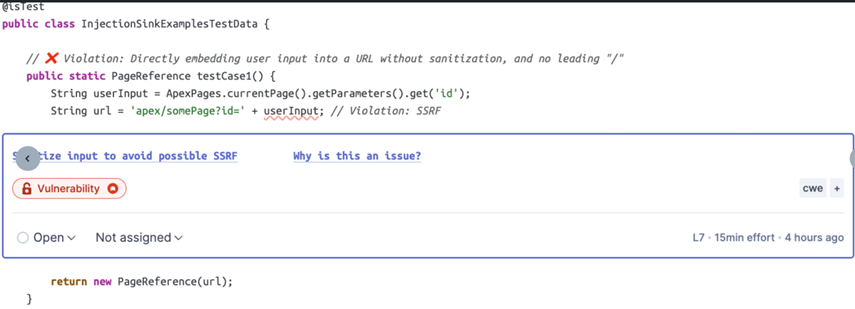 @isTest
public class InjectionSinkExamplesTestData {
// ❌ Violation: Directly embedding user input into a URL without sanitization, and no leading "/"
public static PageReference testCase1() {
String userInput = ApexPages.currentPage().getParameters().get('id');
String url = 'apex/somePage?id=' + userInput; // Violation: SSRF
tize input to avoid possible SSRF Why is this an issue?
Vulnerability
cwe +
Open Not assigned L7 · 15min effort · 4 hours ago
return new PageReference(url);
}